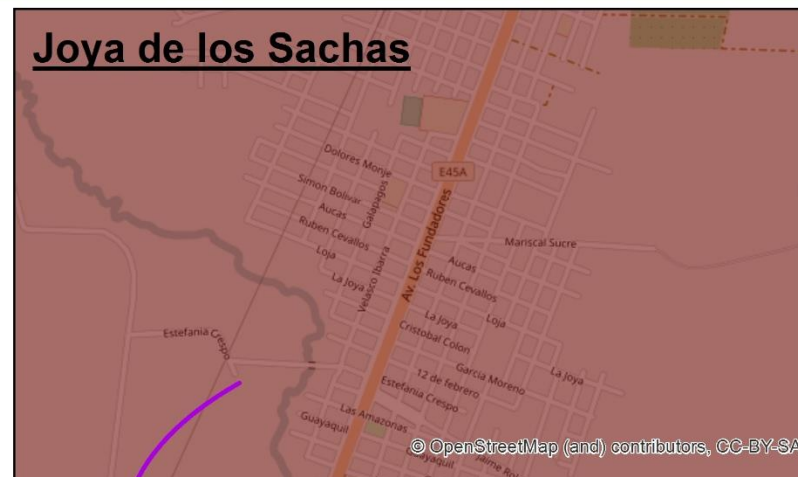 Joya de los Sachas
Dolores Monje
E45A
Simon Bolivar
Galapagos
Aucas
Ruben Cevallos
Mariscal Sucre
Av. Los Fundadores
Loja
Velasco Ibarra
Aucas
La Joya
Ruben Cevallos
La Joya
Loja
Estefania Crespo
Cristobal Colon
Garcia Moreno
La Joya
12 de febrero
Estefania Crespo
Las Amazonas
Guayaquil
© OpenStreetMap (and) contributors, CC-BY-SA
Guayaquil